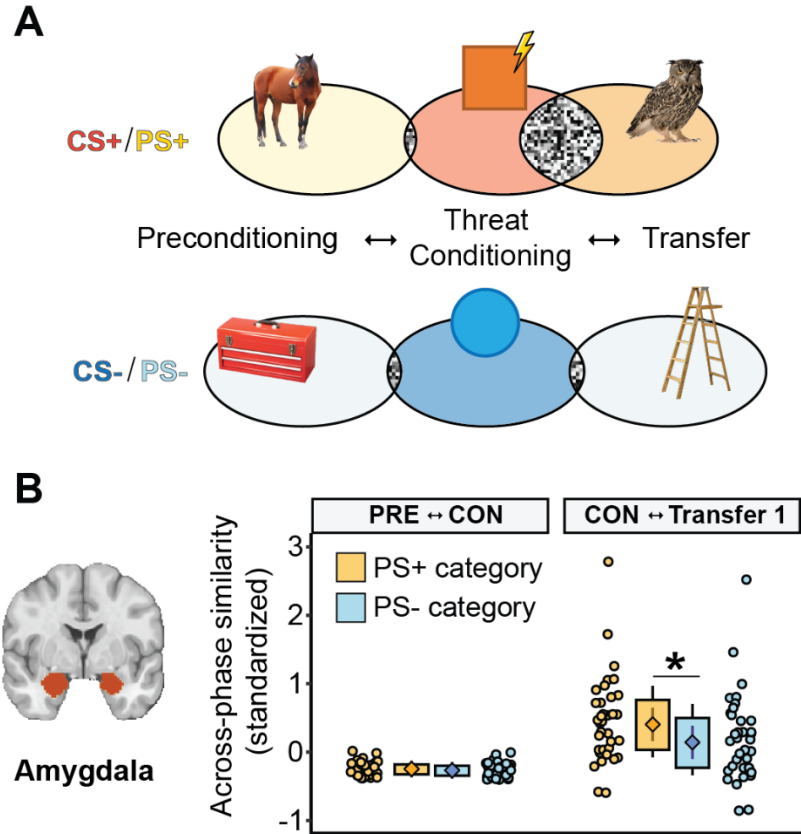 A
CS+/PS+
Preconditioning ↔ Threat Conditioning ↔ Transfer
CS-/PS-
B
PRE ↔ CON
CON ↔ Transfer 1
Across-phase similarity
(standardized)
3
2
1
0
-1
PS+ category
PS- category
*
Amygdala